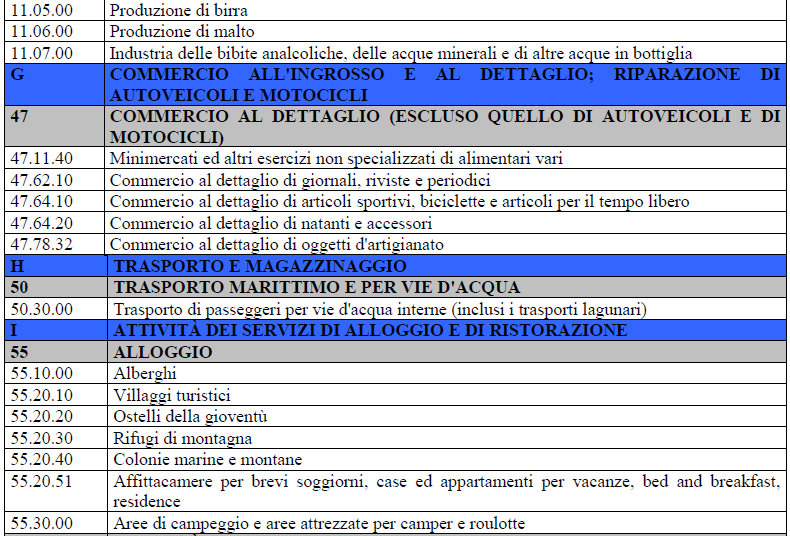 11.05.00 Produzione di birra
11.06.00 Produzione di malto
11.07.00 Industria delle bibite analcoliche, delle acque minerali e di altre acque in bottiglia
G COMMERCIO ALL'INGROSSO E AL DETTAGLIO; RIPARAZIONE DI
AUTOVEICOLI E MOTOCICLI
47 COMMERCIO AL DETTAGLIO (ESCLUSO QUELLO DI AUTOVEICOLI E DI
MOTOCICLI)
47.11.40 Minimercati ed altri esercizi non specializzati di alimentari vari
47.62.10 Commercio al dettaglio di giornali, riviste e periodici
47.64.10 Commercio al dettaglio di articoli sportivi, biciclette e articoli per il tempo libero
47.64.20 Commercio al dettaglio di natanti e accessori
47.78.32 Commercio al dettaglio di oggetti d'artigianato
H TRASPORTO E MAGAZZINAGGIO
50 TRASPORTO MARITTIMO E PER VIE D'ACQUA
50.30.00 Trasporto di passeggeri per vie d'acqua interne (inclusi i trasporti lagunari)
I ATTIVITÀ DEI SERVIZI DI ALLOGGIO E DI RISTORAZIONE
55 ALLOGGIO
55.10.00 Alberghi
55.20.10 Villaggi turistici
55.20.20 Ostelli della gioventù
55.20.30 Rifugi di montagna
55.20.40 Colonie marine e montane
55.20.51 Affittacamere per brevi soggiorni, case ed appartamenti per vacanze, bed and breakfast,
residence
55.30.00 Aree di campeggio e aree attrezzate per camper e roulotte